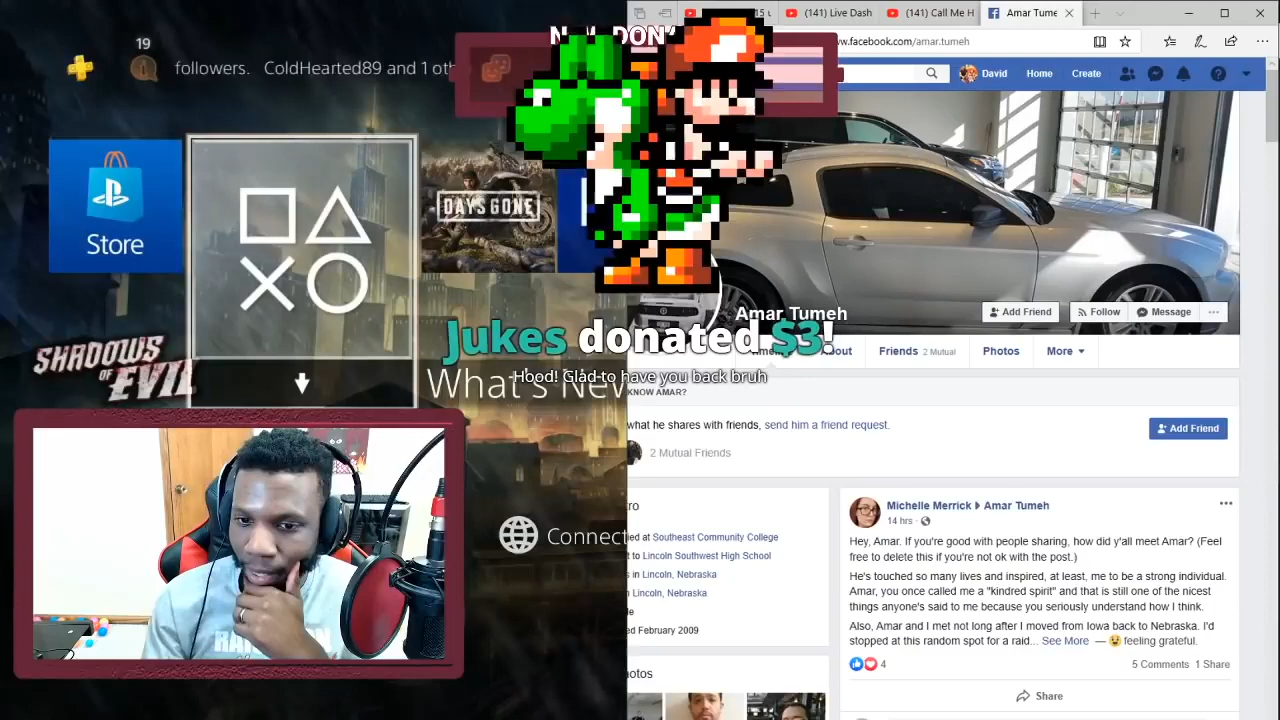 19
followers. ColdHearted89 and 1 oth
Store
DAYS GONE
SHADOWS
OF
EVIL
What's New
Connect
Jukes donated $3!
Hood! Glad to have you back bruh
(141) Live Dash
(141) Call Me H
Amar Tume
w.facebook.com/amar.tumeh
David Home Create
Amar Tumeh
Add Friend Follow Message
About Friends 2 Mutual Photos More
KNOW AMAR?
what he shares with friends, send him a friend request.
Add Friend
2 Mutual Friends
ied at Southeast Community College
t to Lincoln Southwest High School
s in Lincoln, Nebraska
Lincoln, Nebraska
ed February 2009
otos
Michelle Merrick Amar Tumeh
14 hrs
Hey, Amar. If you're good with people sharing, how did y'all meet Amar? (Feel
free to delete this if you're not ok with the post.)
He's touched so many lives and inspired, at least, me to be a strong individual.
Amar, you once called me a "kindred spirit" and that is still one of the nicest
things anyone's said to me because you seriously understand how I think.
Also, Amar and I met not long after I moved from Iowa back to Nebraska. I'd
stopped at this random spot for a raid... See More — 😉 feeling grateful.
4
5 Comments 1 Share
Share